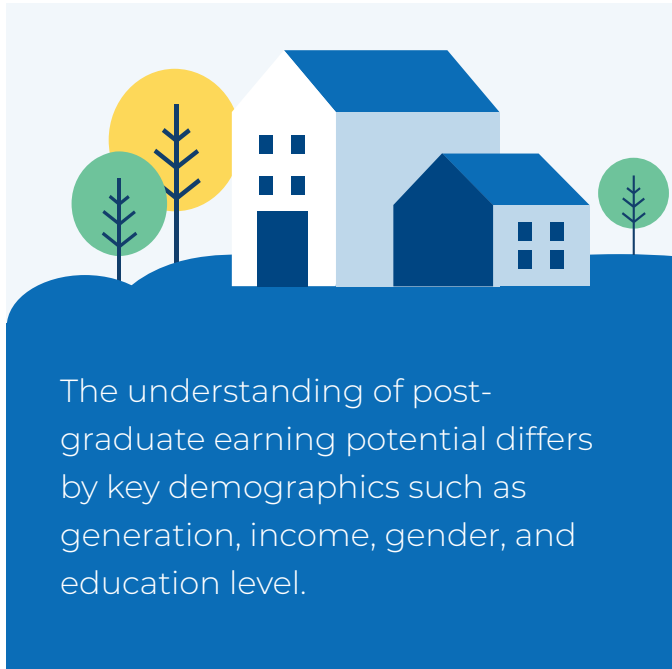 The understanding of post-
graduate earning potential differs
by key demographics such as
generation, income, gender, and
education level.